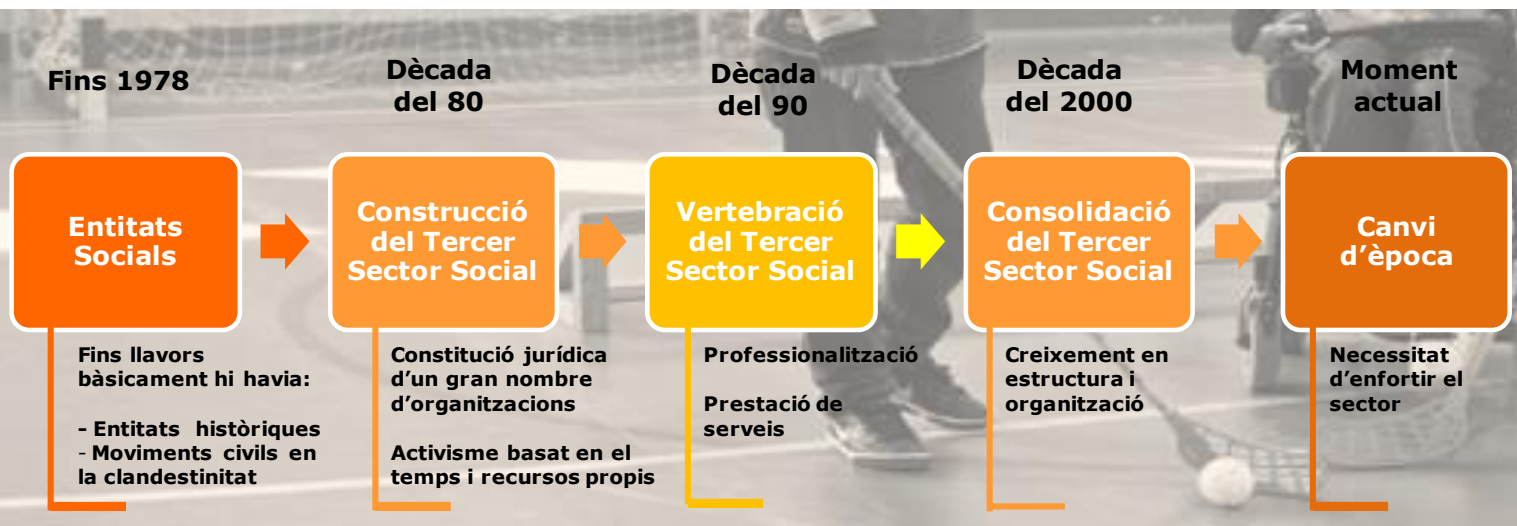 Fins 1978
Dècada
del 80
Dècada
del 90
Dècada
del 2000
Moment
actual
Entitats
Socials
Construcció
del Tercer
Sector Social
Vertebració
del Tercer
Sector Social
Consolidació
del Tercer
Sector Social
Canvi
d’època
Fins llavors
bàsicament hi havia:
- Entitats històriques
- Moviments civils en
la clandestinitat
Constitució jurídica
d’un gran nombre
d’organitzacions
Activisme basat en el
temps i recursos propis
Professionalització
Prestació de
serveis
Creixement en
estructura i
organització
Necessitat
d’enfortir el
sector